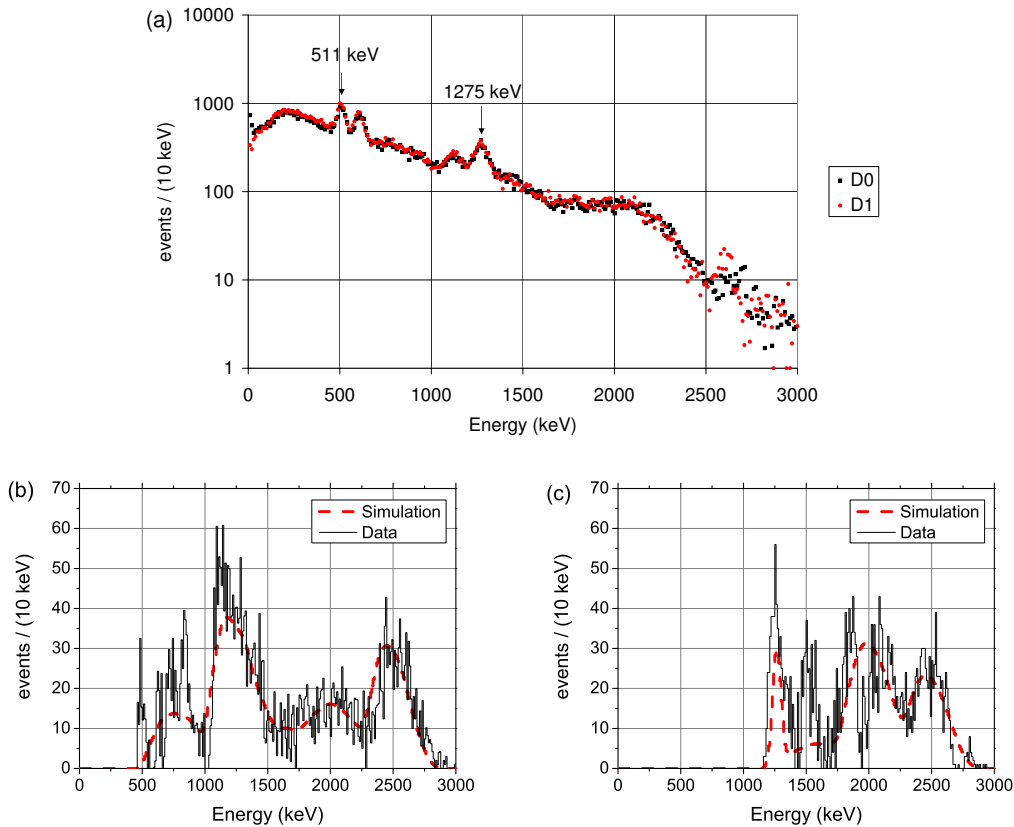 (a)
10000
1000
100
10
1
events / (10 keV)
511 keV
1275 keV
D0
D1
0 500 1000 1500 2000 2500 3000
Energy (keV)
(b)
70
60
50
40
30
20
10
0
events / (10 keV)
Simulation
Data
0 500 1000 1500 2000 2500 3000
Energy (keV)
(c)
70
60
50
40
30
20
10
0
events / (10 keV)
Simulation
Data
0 500 1000 1500 2000 2500 3000
Energy (keV)